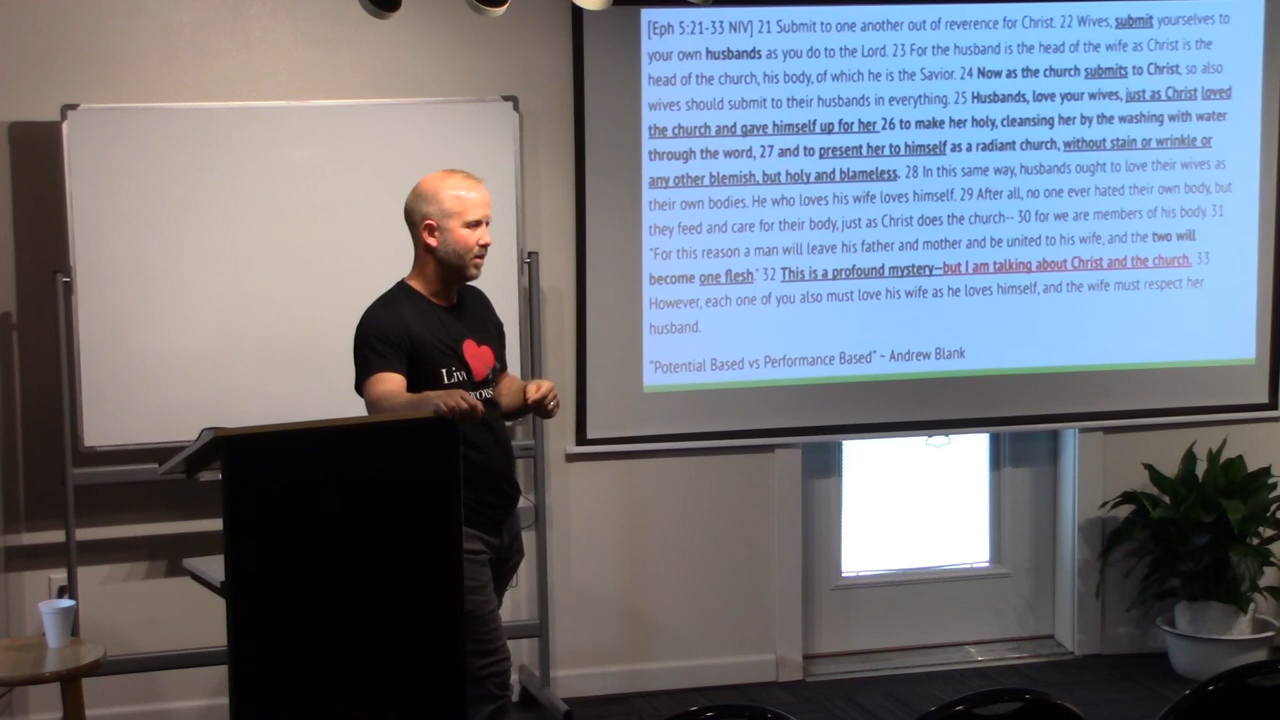 [Eph 5:21-33 NIV] 21 Submit to one another out of reverence for Christ. 22 Wives, submit yourselves to
your own husbands as you do to the Lord. 23 For the husband is the head of the wife as Christ is the
head of the church, his body, of which he is the Savior. 24 Now as the church submits to Christ, so also
wives should submit to their husbands in everything. 25 Husbands, love your wives, just as Christ loved
the church and gave himself up for her 26 to make her holy, cleansing her by the washing with water
through the word, 27 and to present her to himself as a radiant church, without stain or wrinkle or
any other blemish, but holy and blameless. 28 In this same way, husbands ought to love their wives as
their own bodies. He who loves his wife loves himself. 29 After all, no one ever hated their own body, but
they feed and care for their body, just as Christ does the church-- 30 for we are members of his body. 31
"For this reason a man will leave his father and mother and be united to his wife, and the two will
become one flesh." 32 This is a profound mystery--but I am talking about Christ and the church. 33
However, each one of you also must love his wife as he loves himself, and the wife must respect her
husband.
"Potential Based vs Performance Based" ~ Andrew Blank